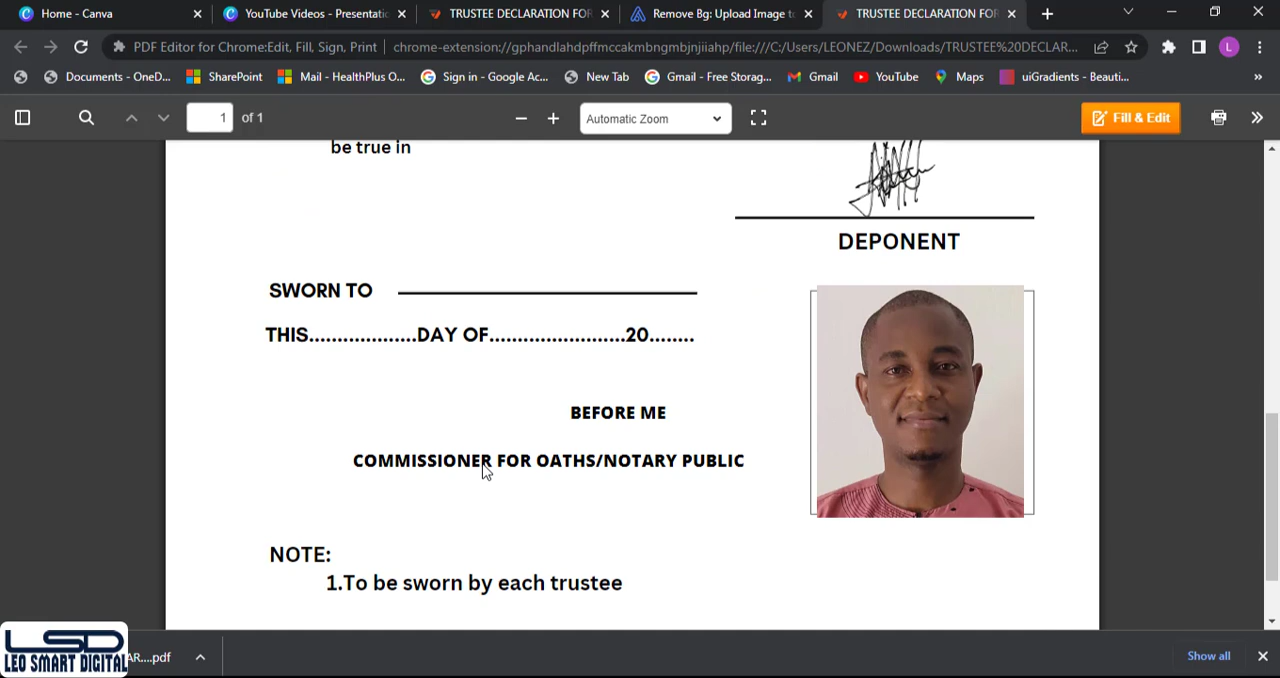 Home - Canva
YouTube Videos - Presentatic
TRUSTEE DECLARATION FOR
Remove Bg: Upload Image to
TRUSTEE DECLARATION FOR
PDF Editor for Chrome:Edit, Fill, Sign, Print
chrome-extension://gphandlahdpffmccakmbngmbjnjiiahp/file:///C:/Users/LEONEZ/Downloads/TRUSTEE%20DECLAR...
L
Documents - OneD...
SharePoint
Mail - HealthPlus O...
Sign in - Google Ac...
New Tab
Gmail - Free Storag...
Gmail
YouTube
Maps
uiGradients - Beauti...
1 of 1
Automatic Zoom
Fill & Edit
be true in
DEPONENT
SWORN TO
THIS...................DAY OF........................20........
BEFORE ME
COMMISSIONER FOR OATHS/NOTARY PUBLIC
NOTE:
1.To be sworn by each trustee
LSD
LEO SMART DIGITAL
AR....pdf
Show all